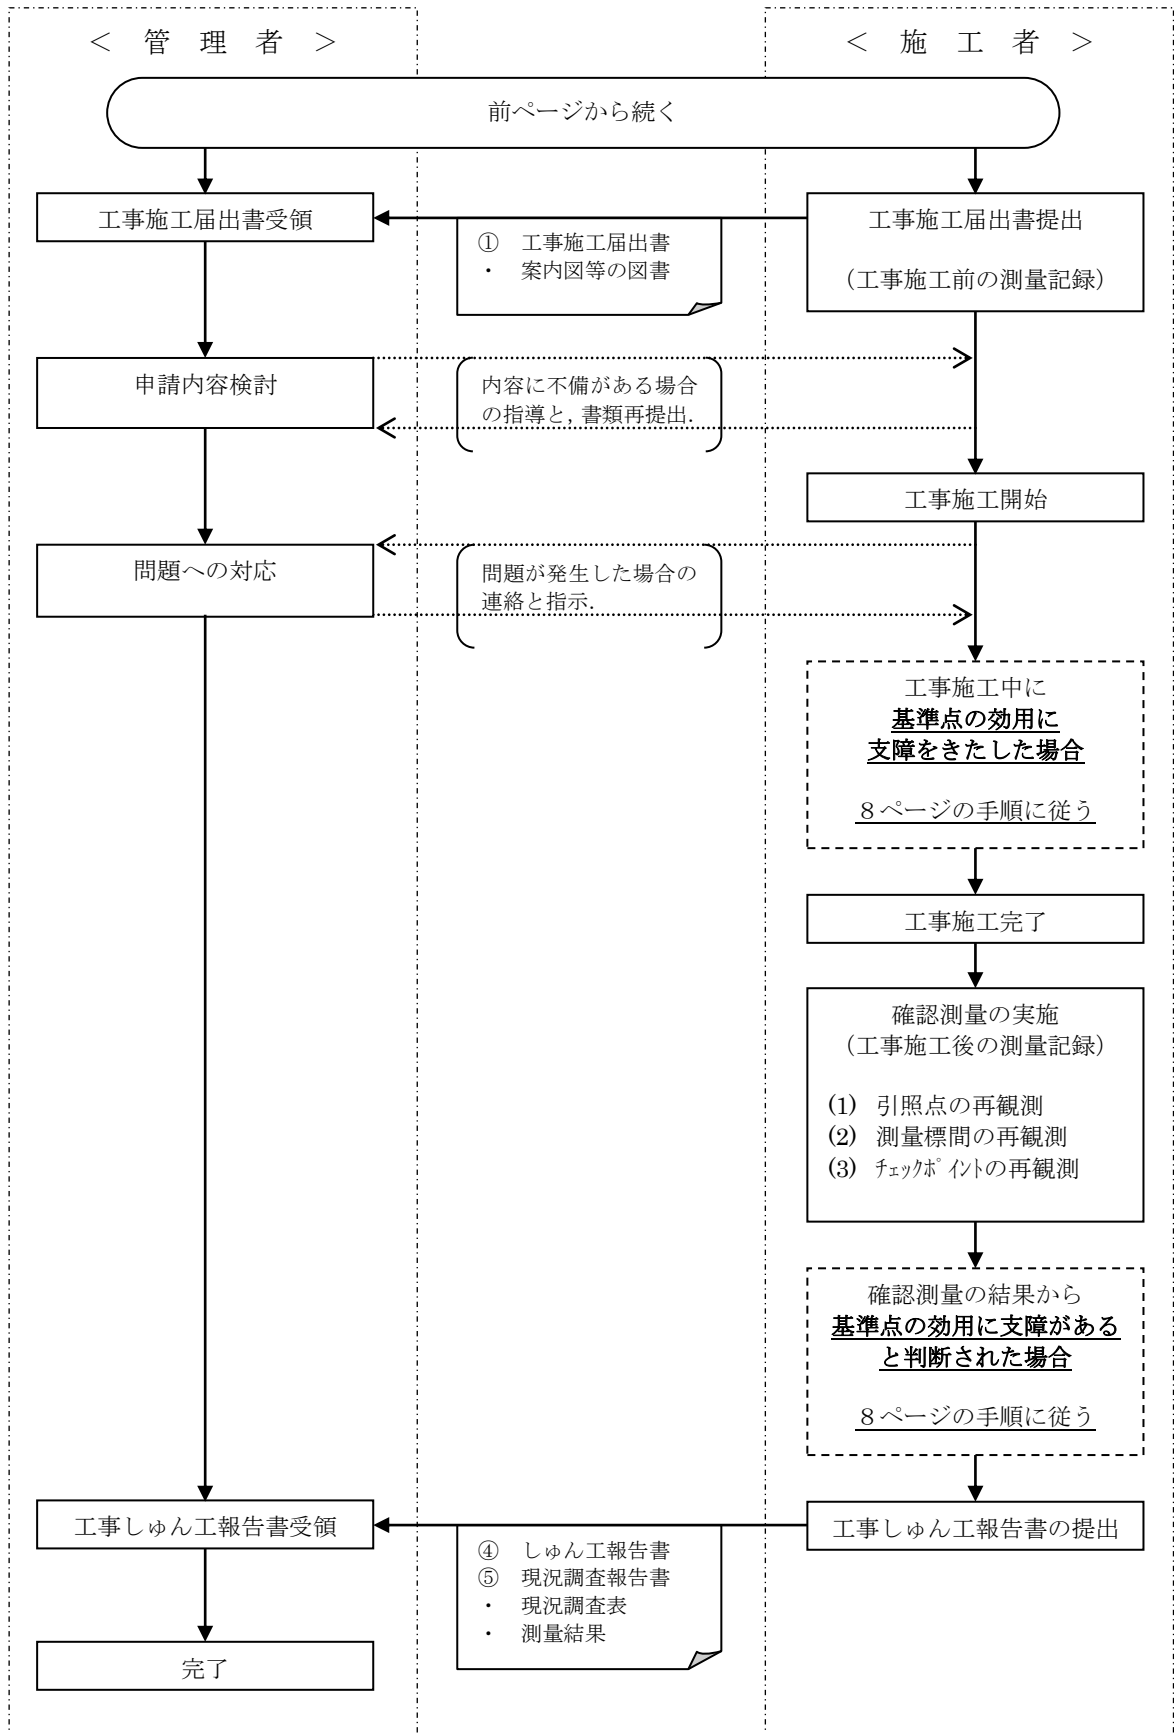 ＜ 管 理 者 ＞
＜ 施 工 者 ＞
前ページから続く
工事施工届出書受領
① 工事施工届出書
・ 案内図等の図書
工事施工届出書提出
（工事施工前の測量記録）
申請内容検討
内容に不備がある場合
の指導と，書類再提出．
工事施工開始
問題への対応
問題が発生した場合の
連絡と指示．
工事施工中に
基準点の効用に
支障をきたした場合
８ページの手順に従う
工事施工完了
確認測量の実施
（工事施工後の測量記録）
(1) 引照点の再観測
(2) 測量標間の再観測
(3) ﾁｪｯｸﾎﾟｲﾝﾄの再観測
確認測量の結果から
基準点の効用に支障がある
と判断された場合
８ページの手順に従う
工事しゅん工報告書受領
④ しゅん工報告書
⑤ 現況調査報告書
・ 現況調査表
・ 測量結果
工事しゅん工報告書の提出
完了